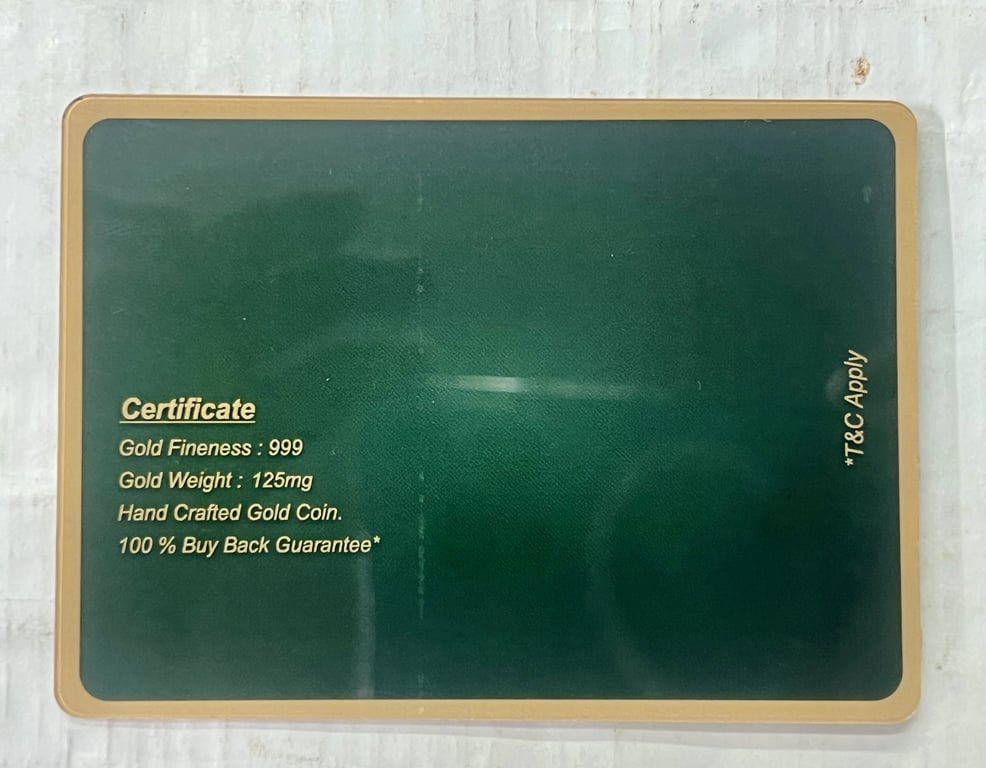 Certificate
Gold Fineness : 999
Gold Weight : 125mg
Hand Crafted Gold Coin.
100 % Buy Back Guarantee*
*T&C Apply